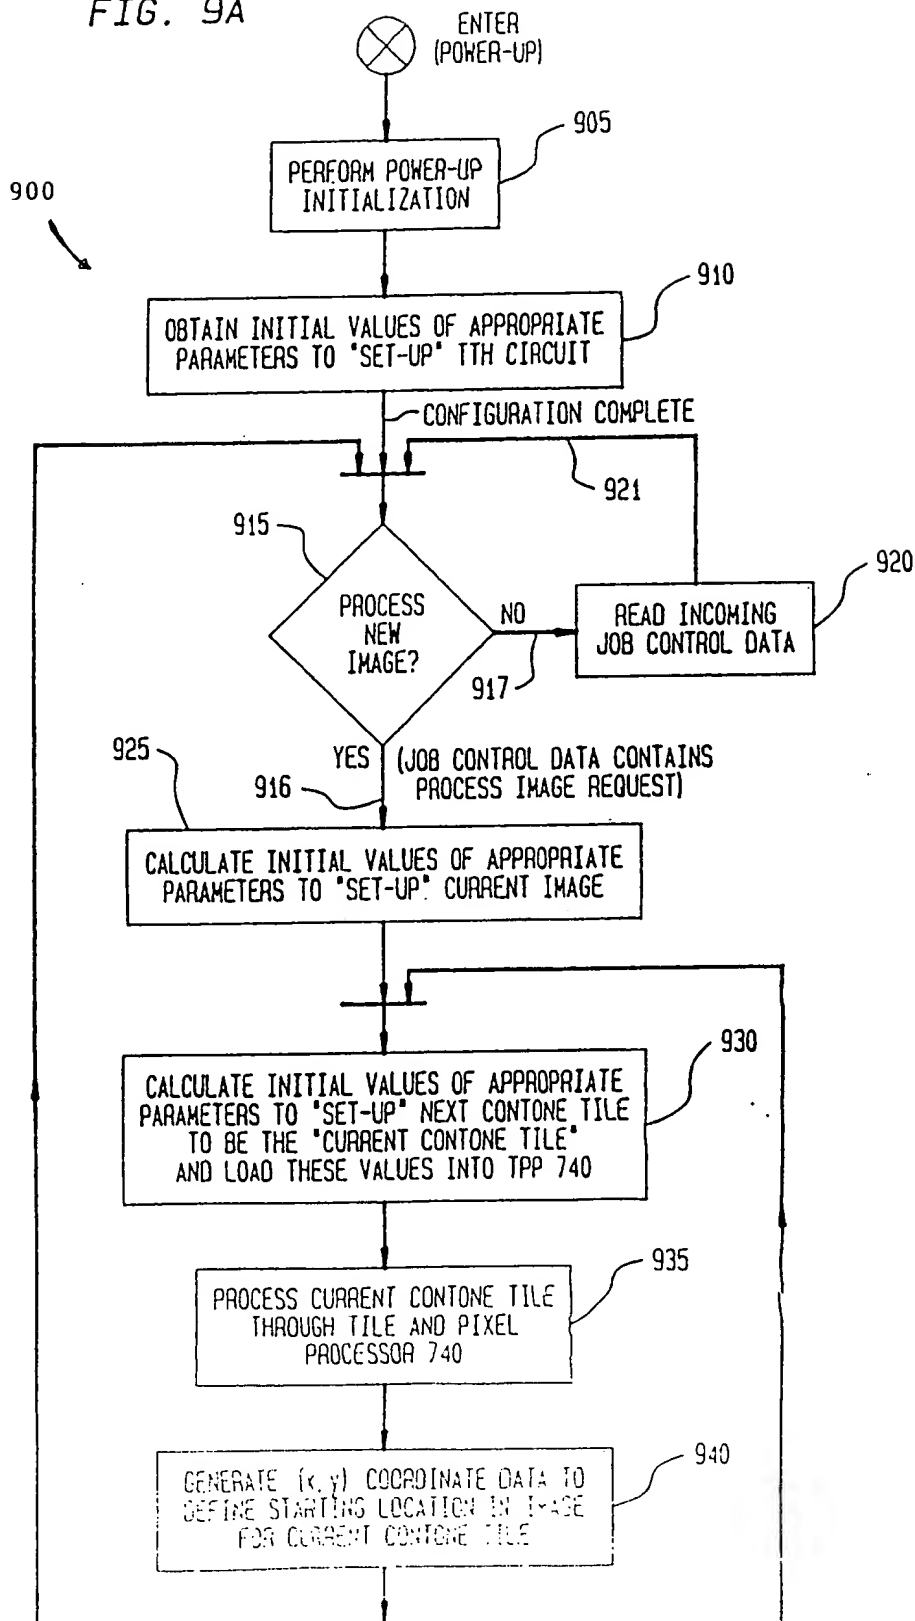 FIG. 9A
ENTER
(POWER-UP)
905
PERFORM POWER-UP
INITIALIZATION
900
910
OBTAIN INITIAL VALUES OF APPROPRIATE
PARAMETERS TO "SET-UP" TTH CIRCUIT
CONFIGURATION COMPLETE
921
915
920
PROCESS
NEW
IMAGE?
NO
READ INCOMING
JOB CONTROL DATA
917
925
YES
(JOB CONTROL DATA CONTAINS
PROCESS IMAGE REQUEST)
916
CALCULATE INITIAL VALUES OF APPROPRIATE
PARAMETERS TO "SET-UP" CURRENT IMAGE
930
CALCULATE INITIAL VALUES OF APPROPRIATE
PARAMETERS TO "SET-UP" NEXT CONTONE TILE
TO BE THE "CURRENT CONTONE TILE"
AND LOAD THESE VALUES INTO TPP 740
935
PROCESS CURRENT CONTONE TILE
THROUGH TILE AND PIXEL
PROCESSOR 740
940
GENERATE (x, y) COORDINATE DATA TO
DEFINE STARTING LOCATION IN IMAGE
FOR CURRENT CONTONE TILE